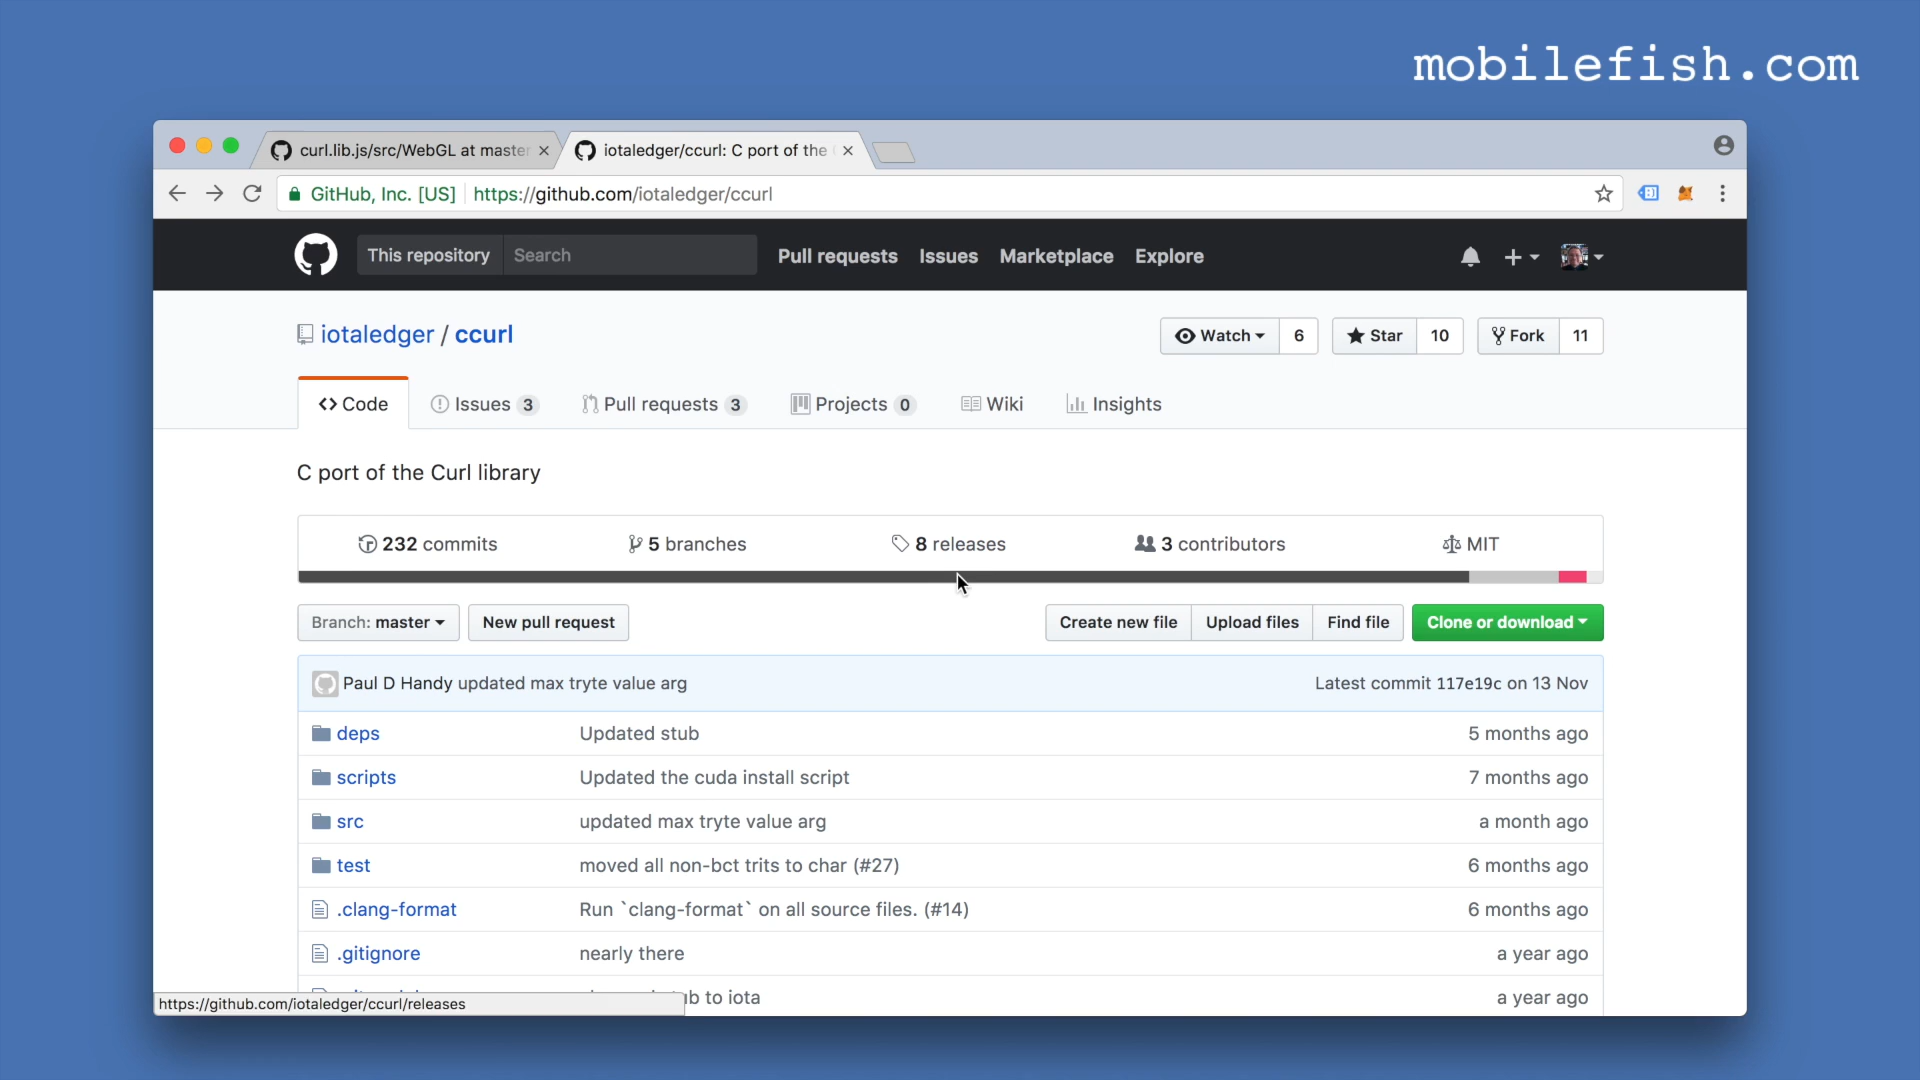 mobilefish.com
curl.lib.js/src/WebGL at master
iotaledger/ccurl: C port of the
GitHub, Inc. [US] https://github.com/iotaledger/ccurl
This repository Search Pull requests Issues Marketplace Explore
iotaledger / ccurl
Watch 6 Star 10 Fork 11
Code Issues 3 Pull requests 3 Projects 0 Wiki Insights
C port of the Curl library
232 commits 5 branches 8 releases 3 contributors MIT
Branch: master New pull request Create new file Upload files Find file Clone or download
Paul D Handy updated max tryte value arg Latest commit 117e19c on 13 Nov
deps Updated stub 5 months ago
scripts Updated the cuda install script 7 months ago
src updated max tryte value arg a month ago
test moved all non-bct trits to char (#27) 6 months ago
.clang-format Run `clang-format` on all source files. (#14) 6 months ago
.gitignore nearly there a year ago
to iota a year ago
https://github.com/iotaledger/ccurl/releases